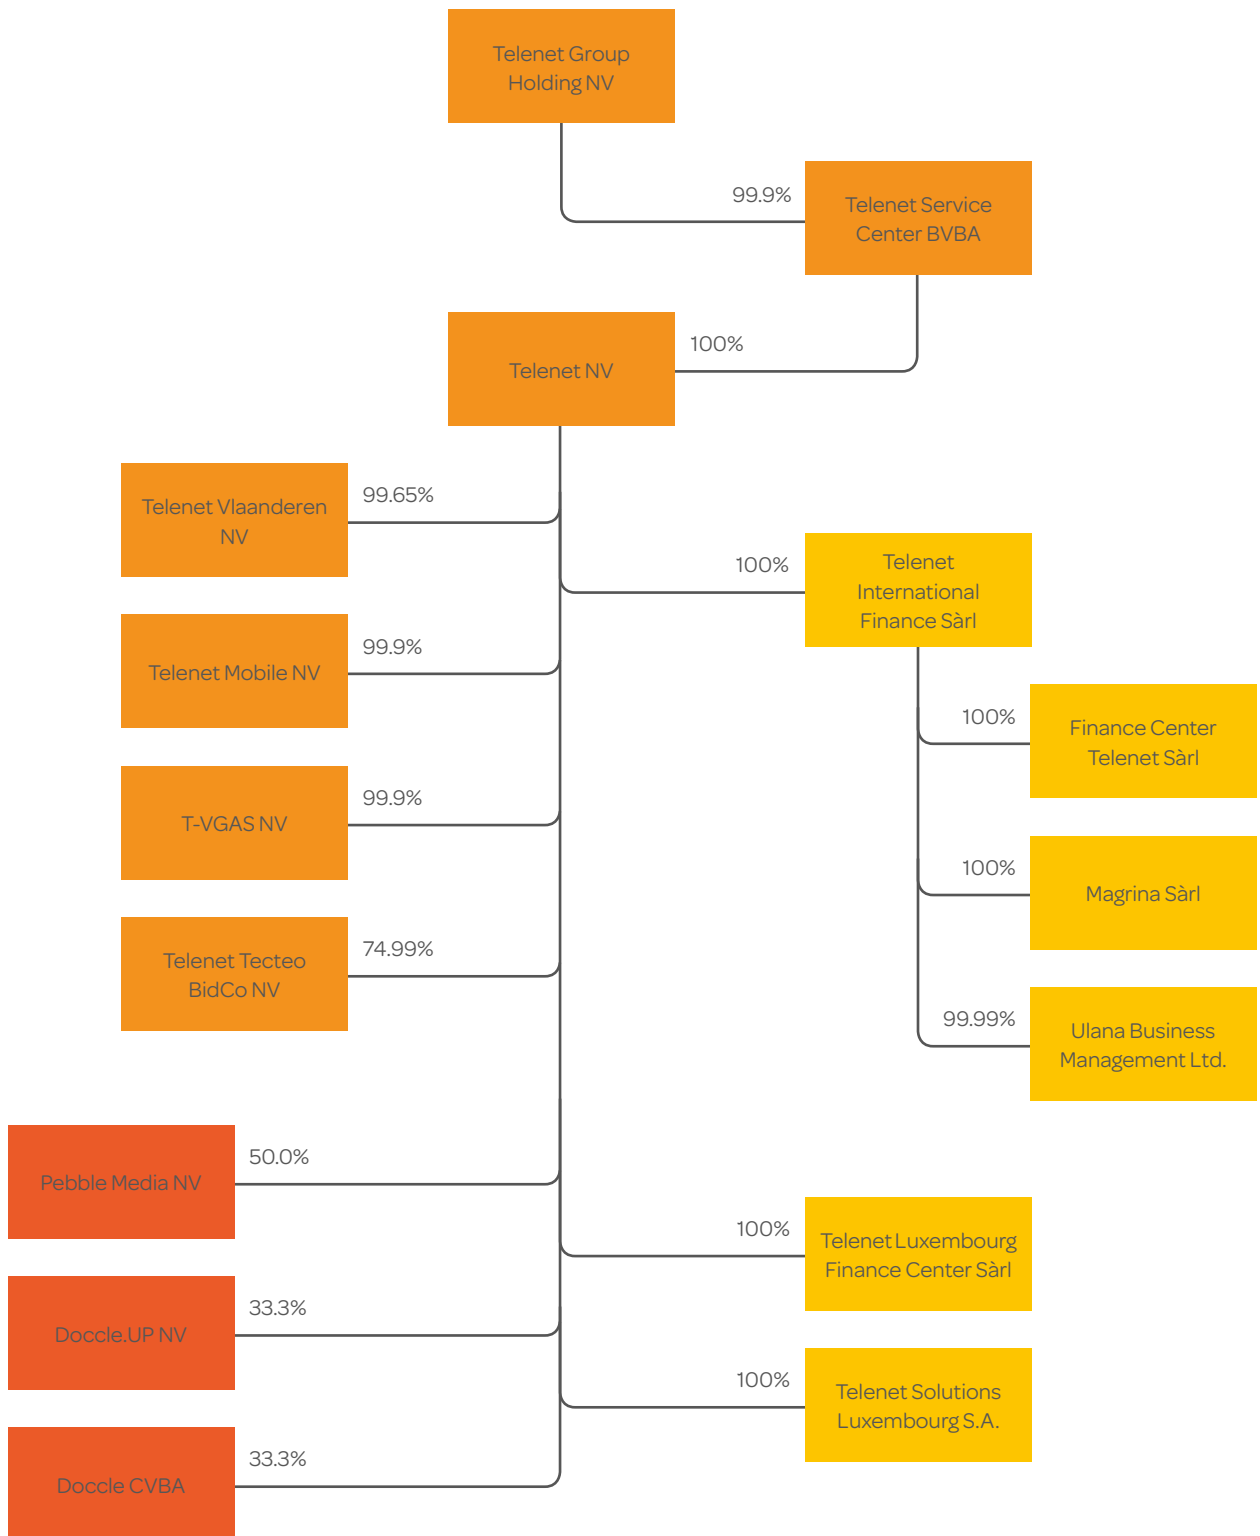 Telenet Group
Holding NV
99.9%
Telenet Service
Center BVBA
Telenet NV
100%
Telenet Vlaanderen
NV
99.65%
100%
Telenet
International
Finance Sàrl
Telenet Mobile NV
99.9%
100%
Finance Center
Telenet Sàrl
T-VGAS NV
99.9%
100%
Magrina Sàrl
Telenet Tecteo
BidCo NV
74.99%
99.99%
Ulana Business
Management Ltd.
Pebble Media NV
50.0%
100%
Telenet Luxembourg
Finance Center Sàrl
Doccle.UP NV
33.3%
100%
Telenet Solutions
Luxembourg S.A.
Doccle CVBA
33.3%